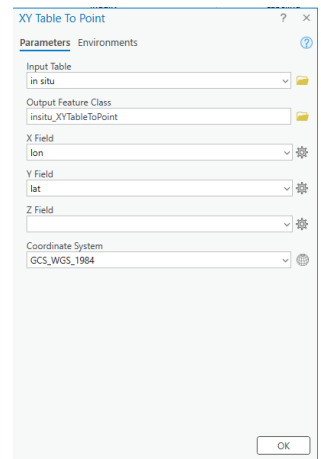 XY Table To Point ? ×
Parameters Environments ?
Input Table
in situ
Output Feature Class
insitu_XYTableToPoint
X Field
lon
Y Field
lat
Z Field
Coordinate System
GCS_WGS_1984
OK